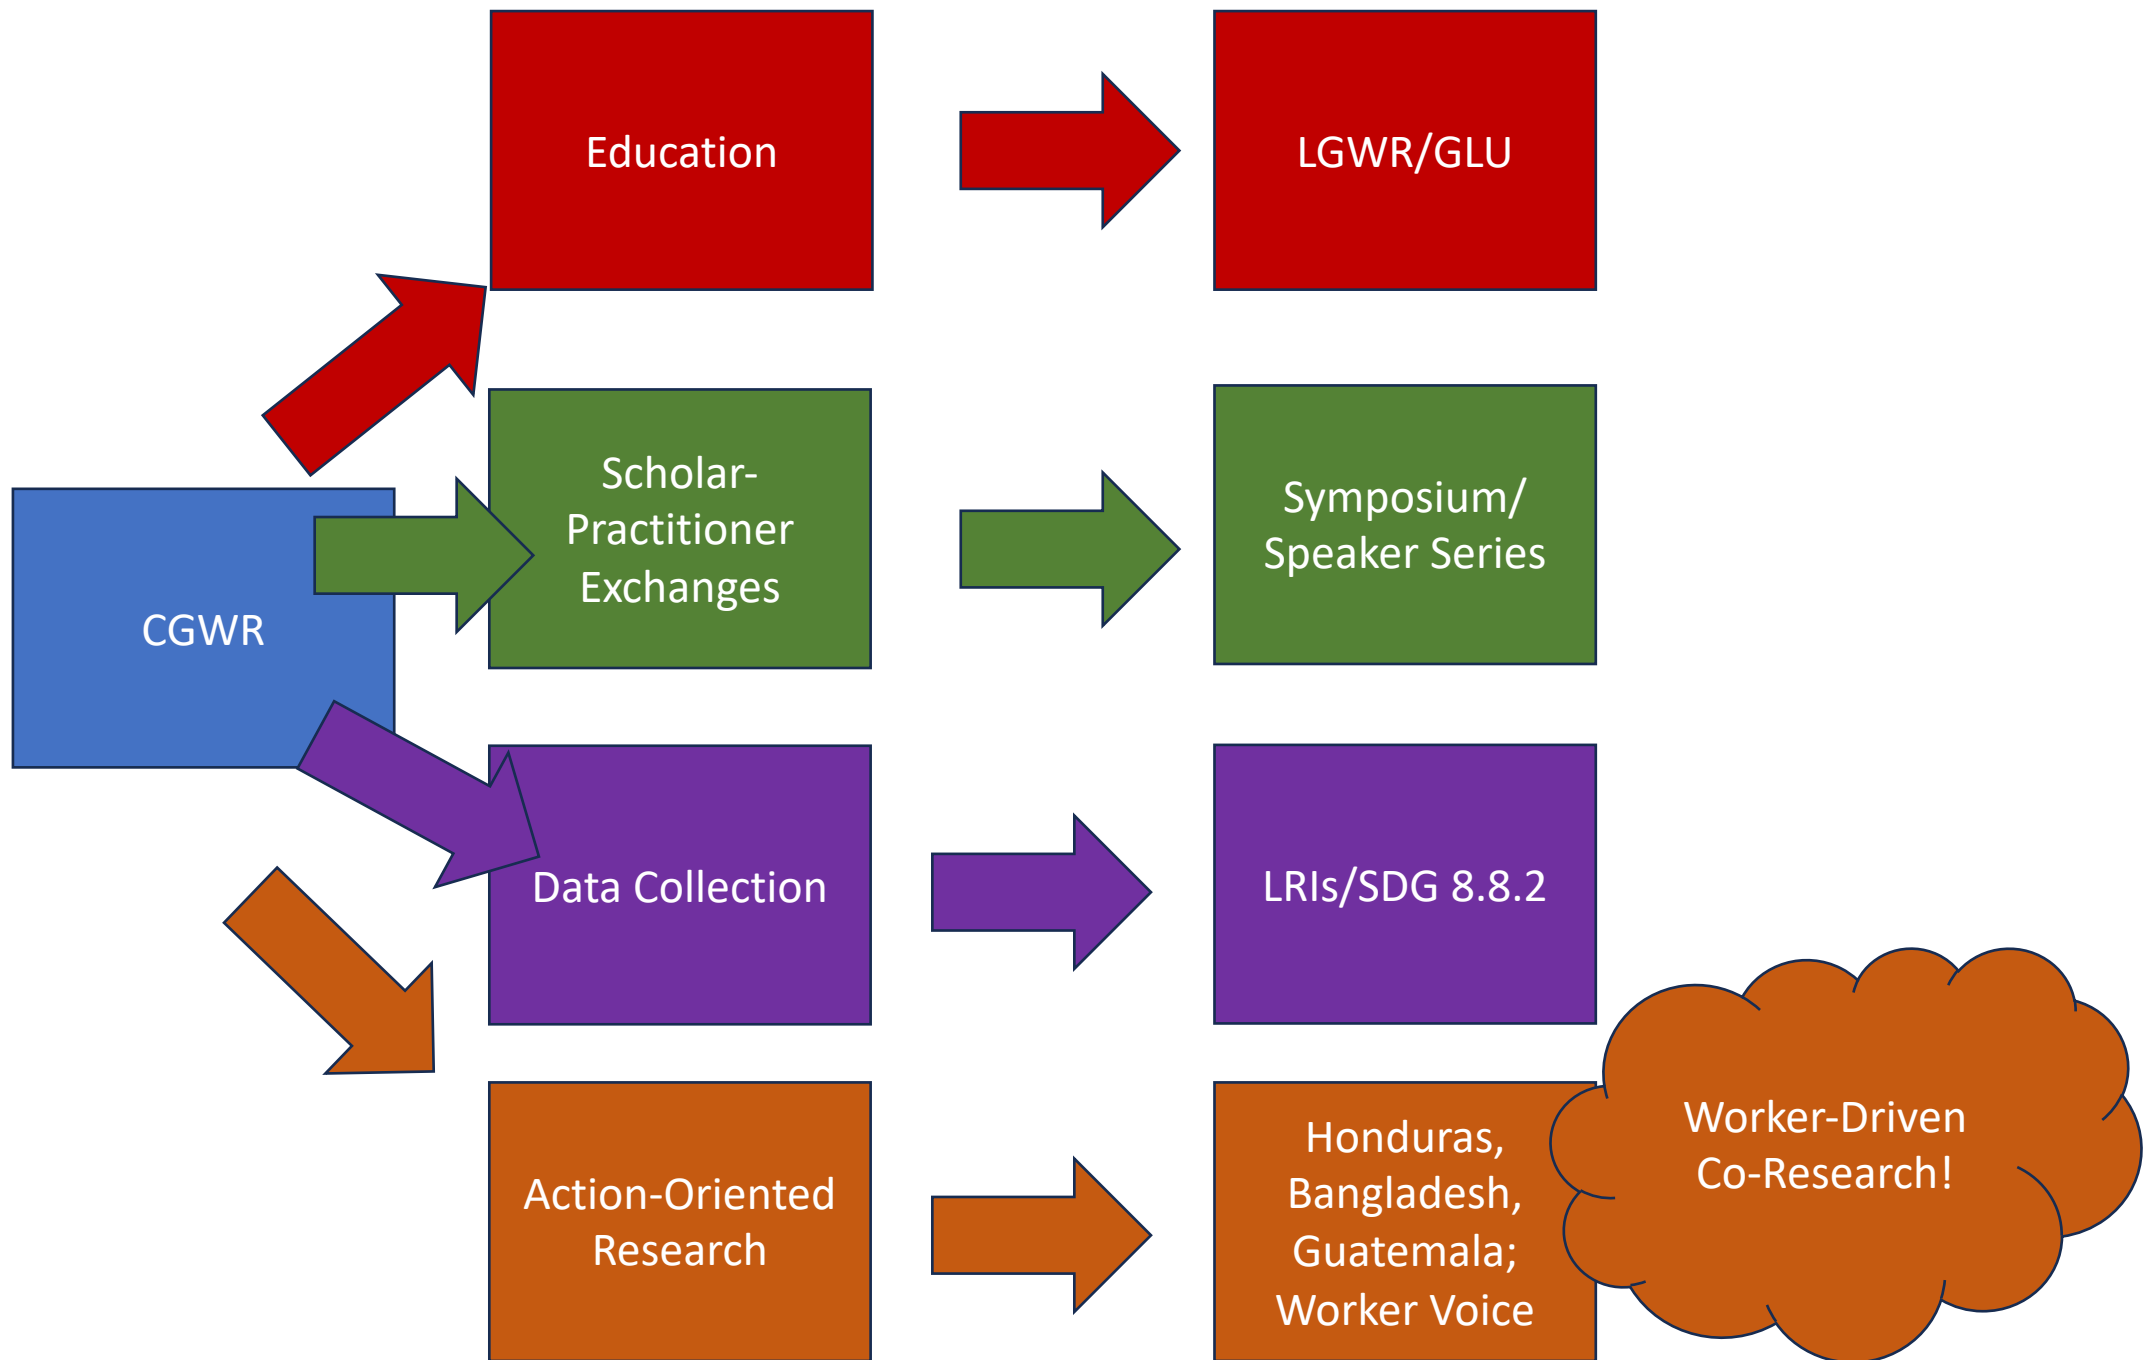 Education
LGWR/GLU
CGWR
Scholar-
Practitioner
Exchanges
Symposium/
Speaker Series
Data Collection
LRIs/SDG 8.8.2
Action-Oriented
Research
Honduras,
Bangladesh,
Guatemala;
Worker Voice
Worker-Driven
Co-Research!